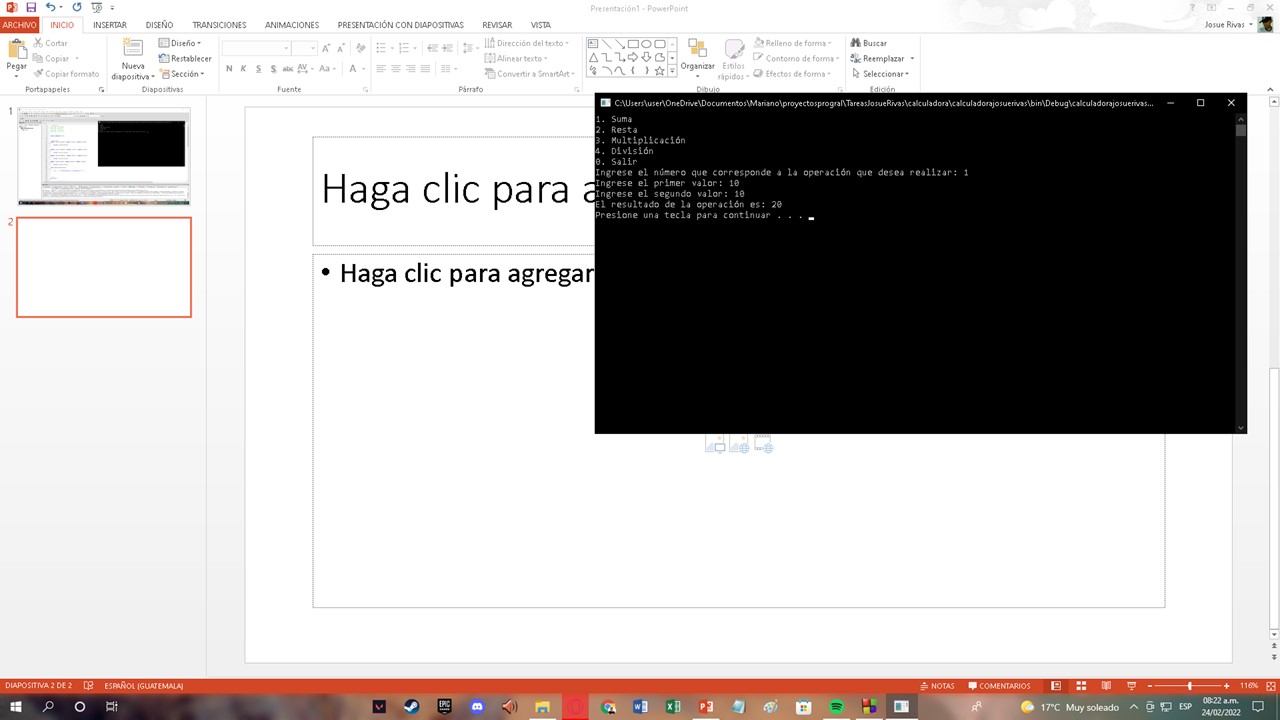 Presentación1 - PowerPoint
ARCHIVO INICIO INSERTAR DISEÑO TRANSICIONES ANIMACIONES PRESENTACIÓN CON DIAPOSITIVAS REVISAR VISTA
Josue Rivas
Pegar
Cortar
Copiar
Copiar formato
Portapapeles
Nueva diapositiva
Diseño
Restablecer
Sección
Diapositivas
N K S S abc AV Aa A
Fuente
Dirección del texto
Alinear texto
Convertir a SmartArt
Párrafo
Organizar
Estilos rápidos
Relleno de forma
Contorno de forma
Efectos de forma
Dibujo
Buscar
Reemplazar
Seleccionar
Edición
1
2
Haga clic para a
Haga clic para agregar
C:\Users\user\OneDrive\Documentos\Mariano\proyectosprogral\TareasJosueRivas\calculadora\calculadorajosuerivas\bin\Debug\calculadorajosuerivas...
1. Suma
2. Resta
3. Multiplicación
4. División
0. Salir
Ingrese el número que corresponde a la operación que desea realizar: 1
Ingrese el primer valor: 10
Ingrese el segundo valor: 10
El resultado de la operación es: 20
Presione una tecla para continuar . . .
DIAPOSITIVA 2 DE 2 ESPAÑOL (GUATEMALA)
NOTAS COMENTARIOS 116%
17°C Muy soleado ESP 08:22 a.m.
24/02/2022